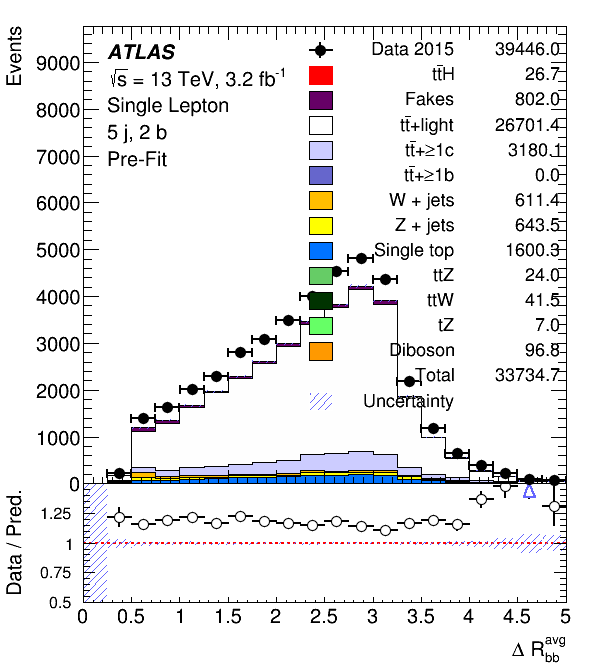 Events
ATLAS
√s = 13 TeV, 3.2 fb⁻¹
Single Lepton
5 j, 2 b
Pre-Fit
Data 2015 39446.0
tt̄H 26.7
Fakes 802.0
tt̄+light 26701.4
tt̄+≥1c 3180.1
tt̄+≥1b 0.0
W + jets 611.4
Z + jets 643.5
Single top 1600.3
ttZ 24.0
ttW 41.5
tZ 7.0
Diboson 96.8
Total 33734.7
Uncertainty
9000
8000
7000
6000
5000
4000
3000
2000
1000
0
Data / Pred.
1.25
1
0.75
0.5
0 0.5 1 1.5 2 2.5 3 3.5 4 4.5 5
Δ R_bb^avg